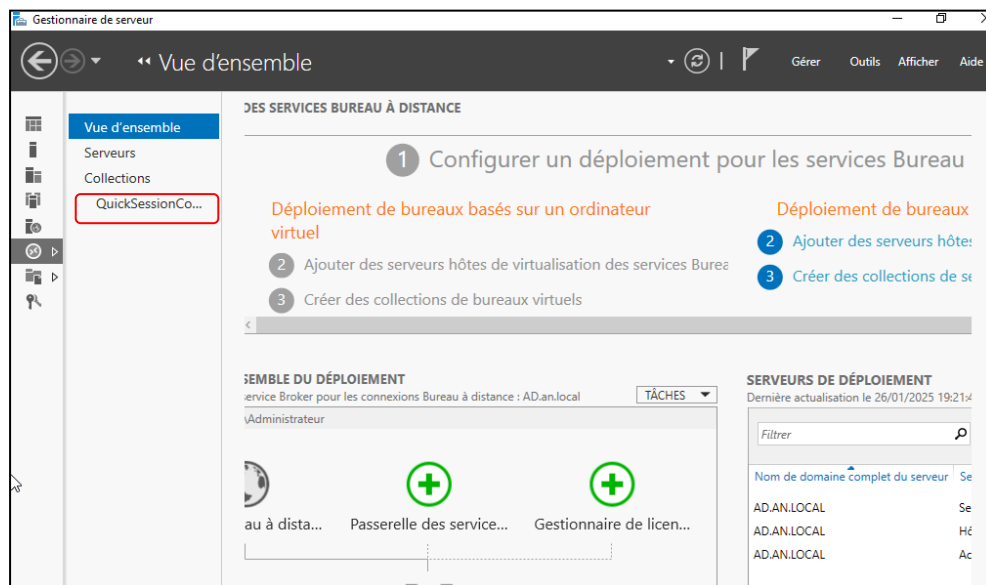 Gestionnaire de serveur
Vue d'ensemble
Gérer Outils Afficher Aide
Vue d'ensemble
Serveurs
Collections
QuickSessionCo...
DES SERVICES BUREAU À DISTANCE
1 Configurer un déploiement pour les services Bureau
Déploiement de bureaux basés sur un ordinateur
virtuel
2 Ajouter des serveurs hôtes de virtualisation des services Burea
3 Créer des collections de bureaux virtuels
Déploiement de bureaux
2 Ajouter des serveurs hôtes
3 Créer des collections de se
SEMBLE DU DÉPLOIEMENT
service Broker pour les connexions Bureau à distance : AD.an.local
TÂCHES
\Administrateur
au à dista...
Passerelle des service...
Gestionnaire de licen...
SERVEURS DE DÉPLOIEMENT
Dernière actualisation le 26/01/2025 19:21:4
Filtrer
Nom de domaine complet du serveur Se
AD.AN.LOCAL Se
AD.AN.LOCAL Hô
AD.AN.LOCAL Ac